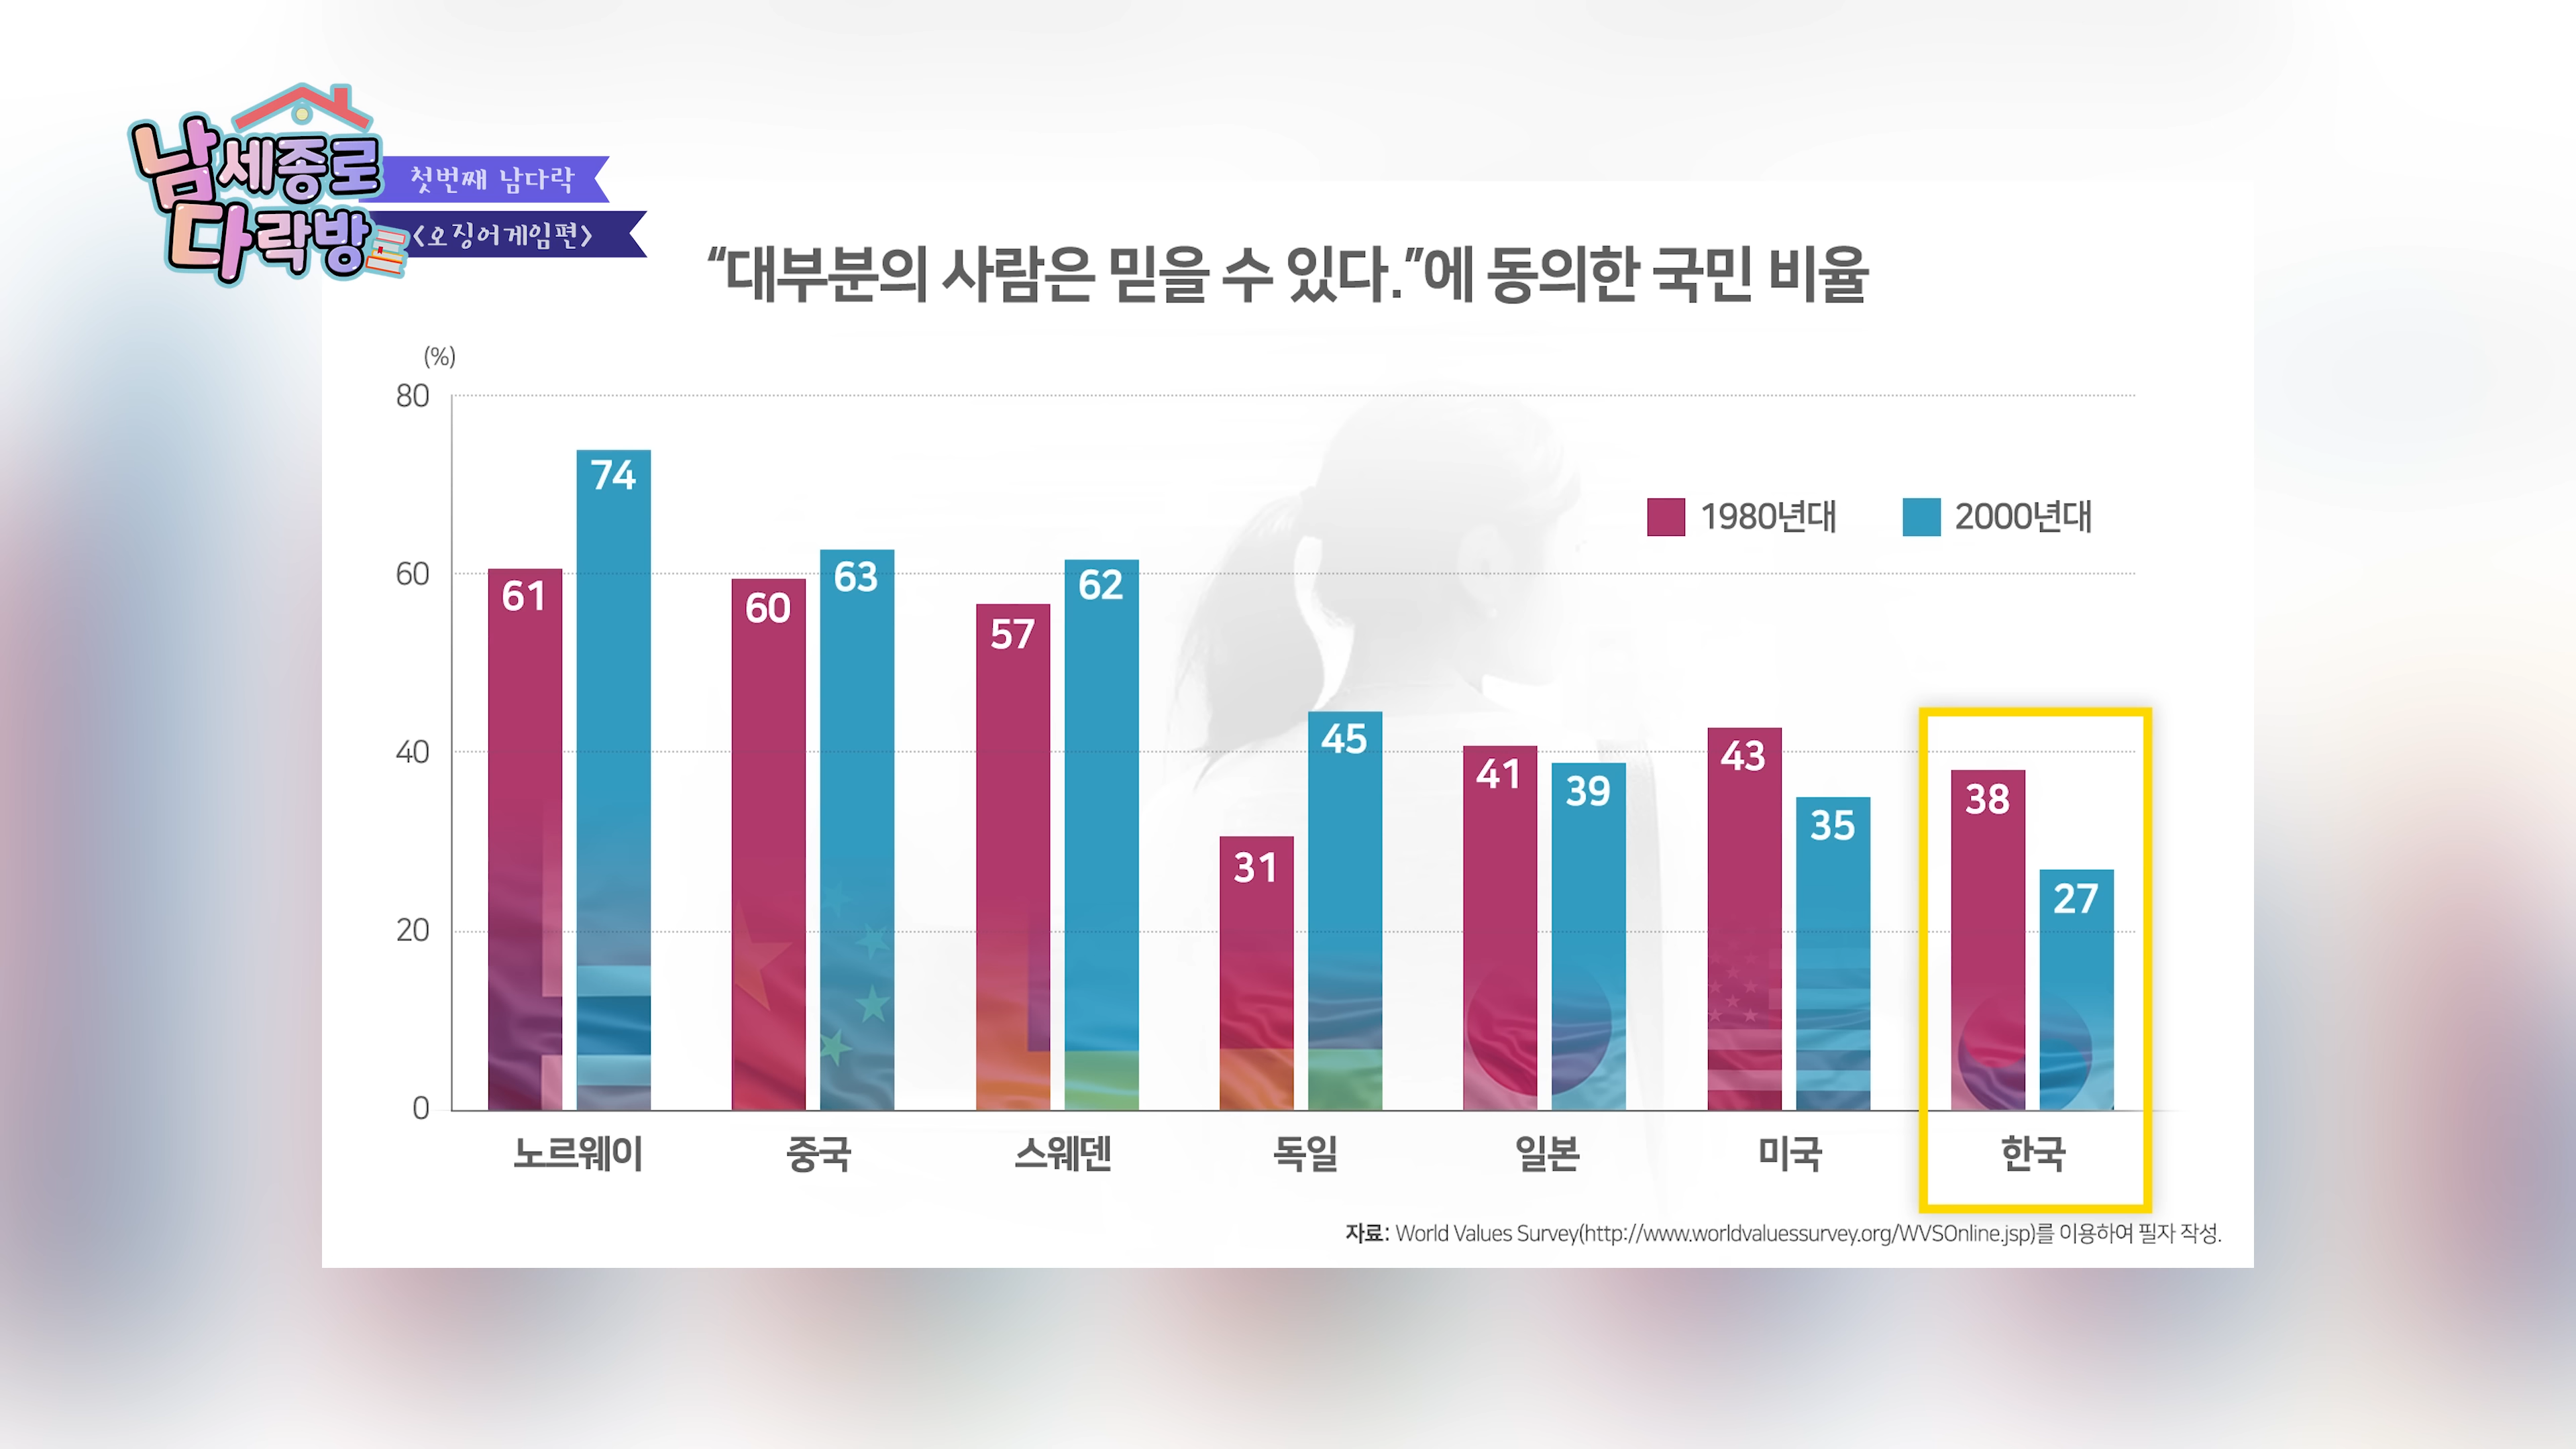 남세종로
다락방
첫번째 남다락
<오징어게임편>
“대부분의 사람은 믿을 수 있다.”에 동의한 국민 비율
(%)
80
60
40
20
0
1980년대
2000년대
61
74
60
63
57
62
31
45
41
39
43
35
38
27
노르웨이
중국
스웨덴
독일
일본
미국
한국
자료: World Values Survey(http://www.worldvaluessurvey.org/WVSOnline.jsp)를 이용하여 필자 작성.